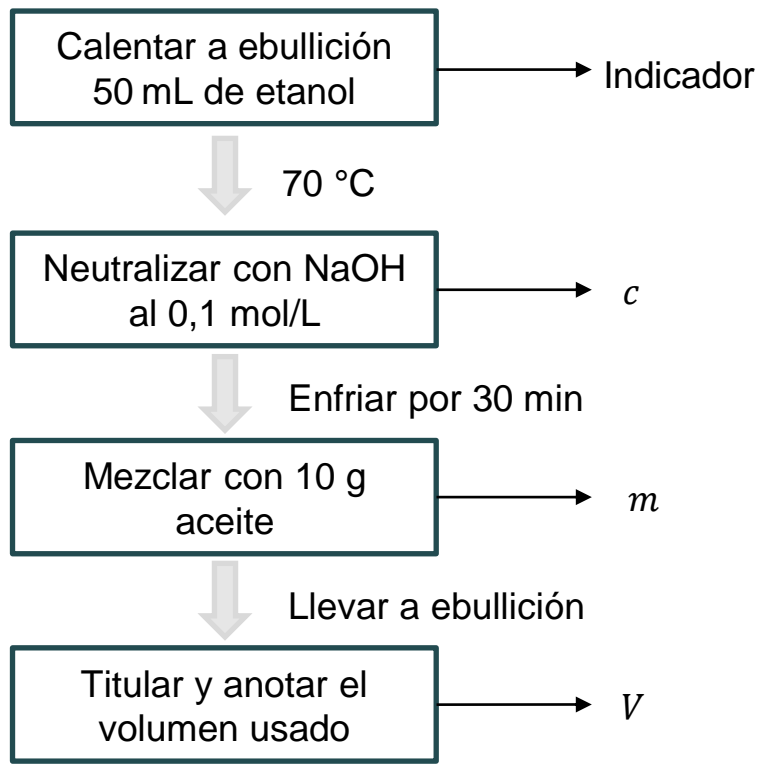 Calentar a ebullición
50 mL de etanol
Indicador
70 °C
Neutralizar con NaOH
al 0,1 mol/L
c
Enfriar por 30 min
Mezclar con 10 g
aceite
m
Llevar a ebullición
Titular y anotar el
volumen usado
V